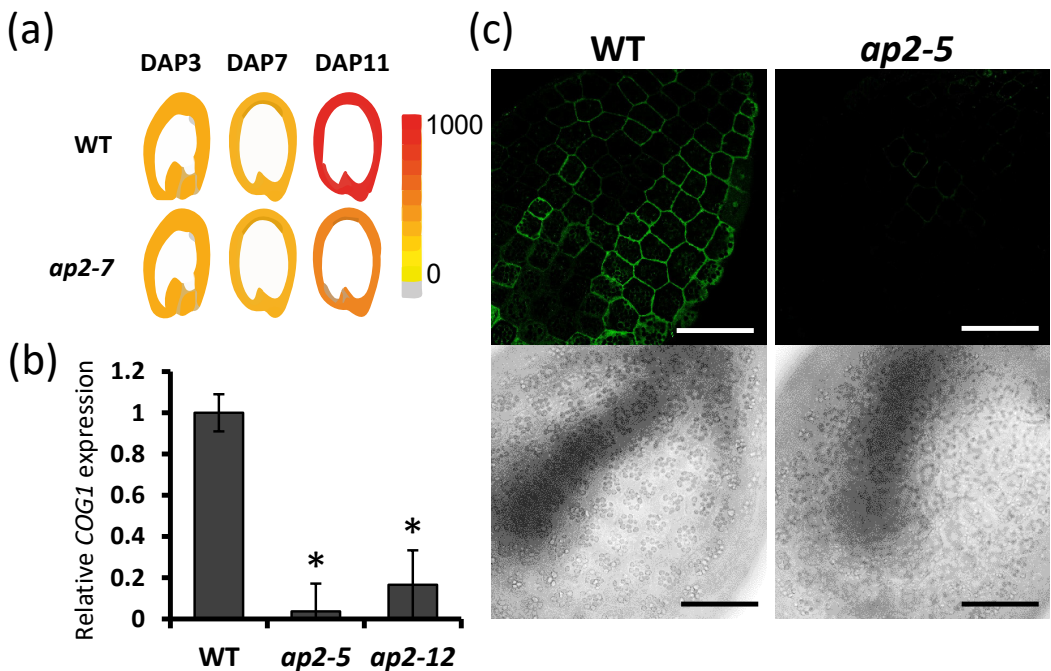 (a)
DAP3 DAP7 DAP11
WT
ap2-7
1000
0
(b)
Relative COG1 expression
1.2
1
0.8
0.6
0.4
0.2
0
*
*
WT ap2-5 ap2-12
(c)
WT ap2-5